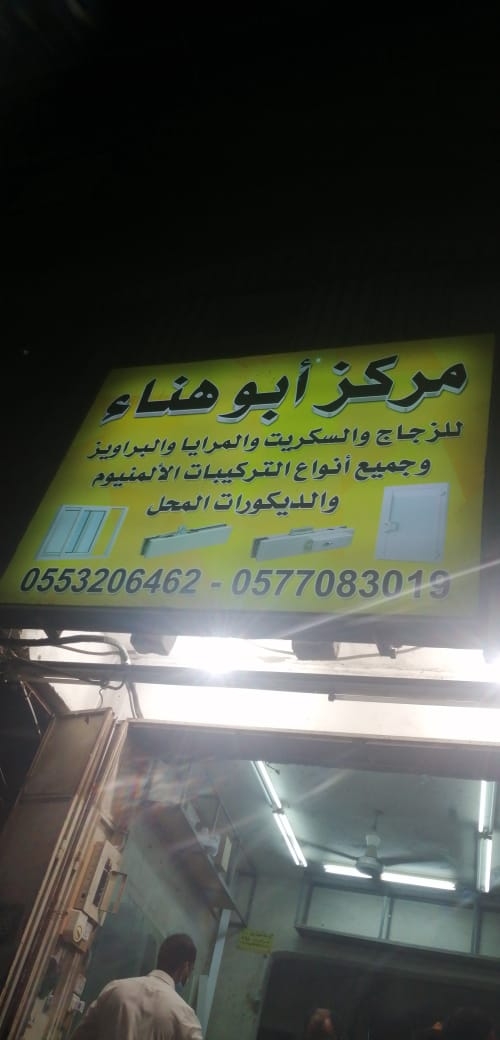 مركز أبو هناء
للزجاج والسكريت والمرايا والبراويز
وجميع أنواع التركيبات الألمنيوم
والديكورات المحل
0553206462 - 0577083019